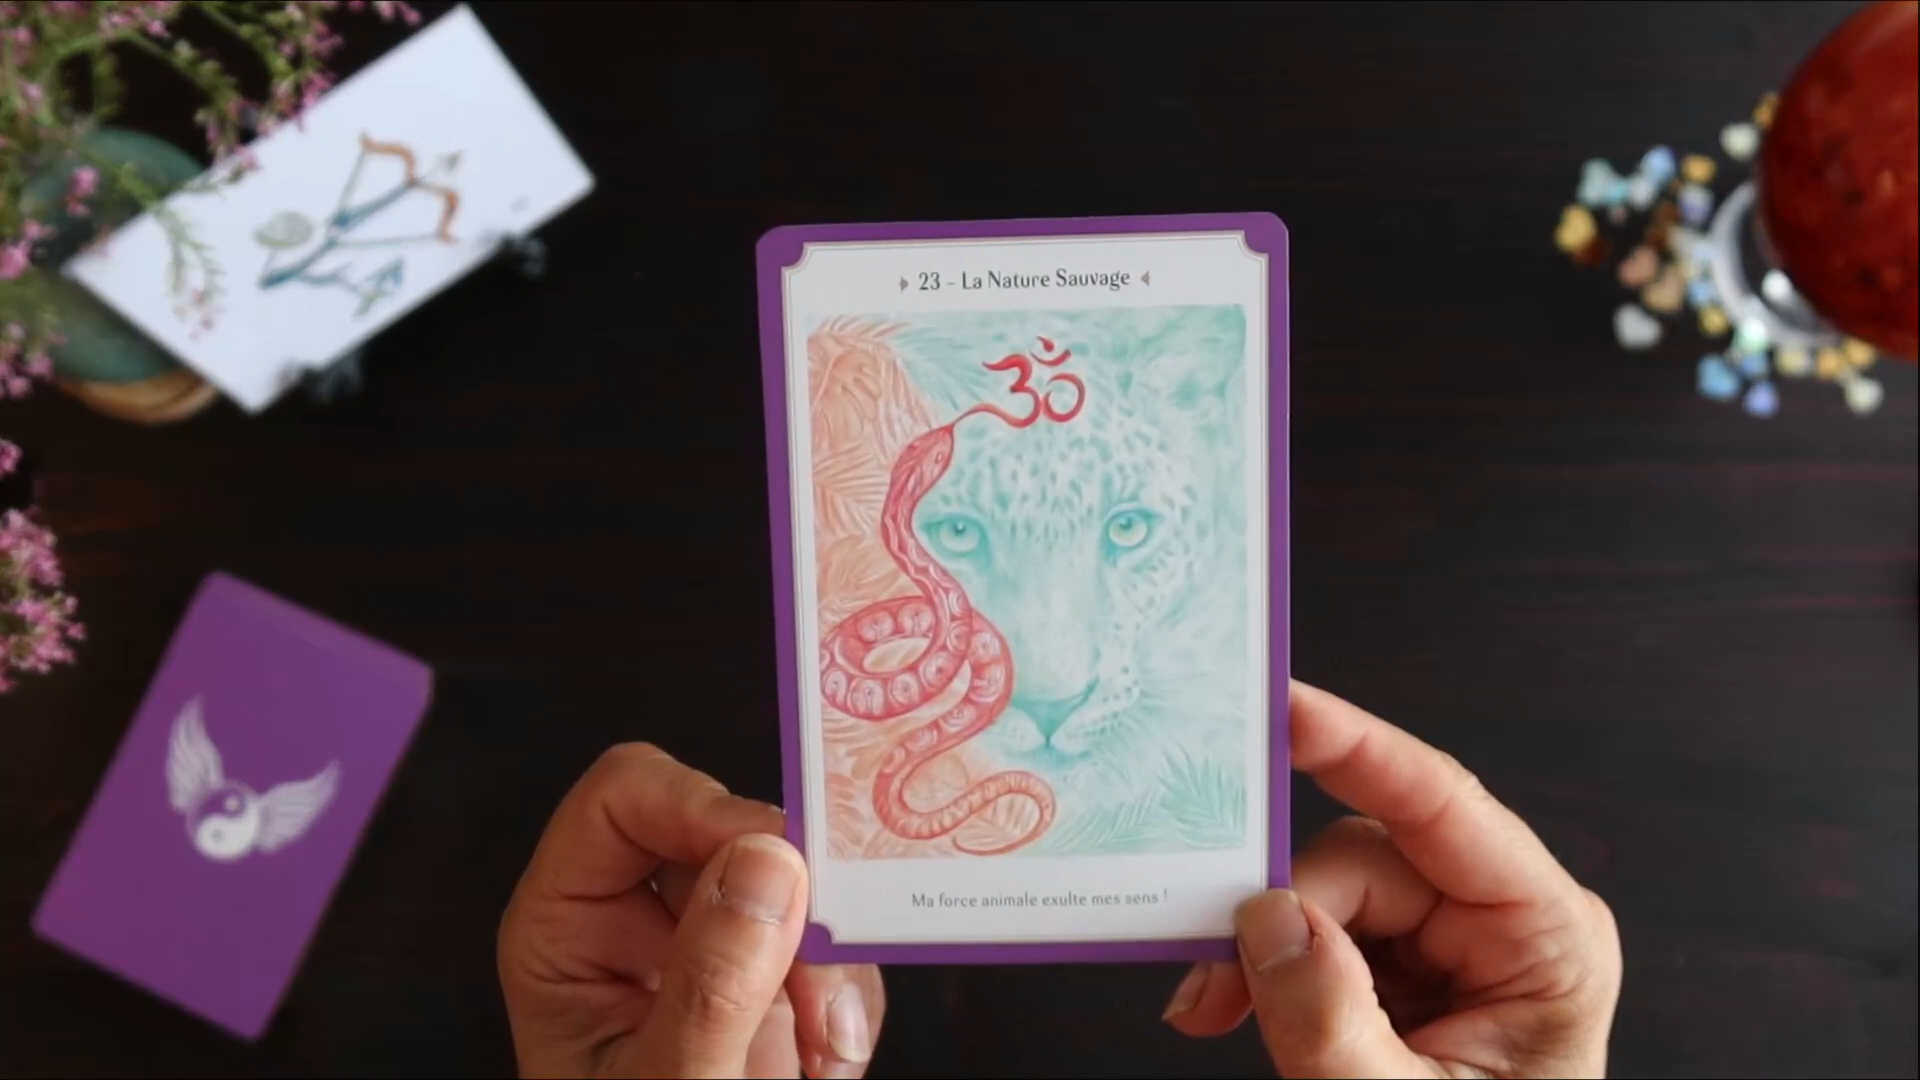 23 – La Nature Sauvage
ॐ
Ma force animale exulte mes sens !